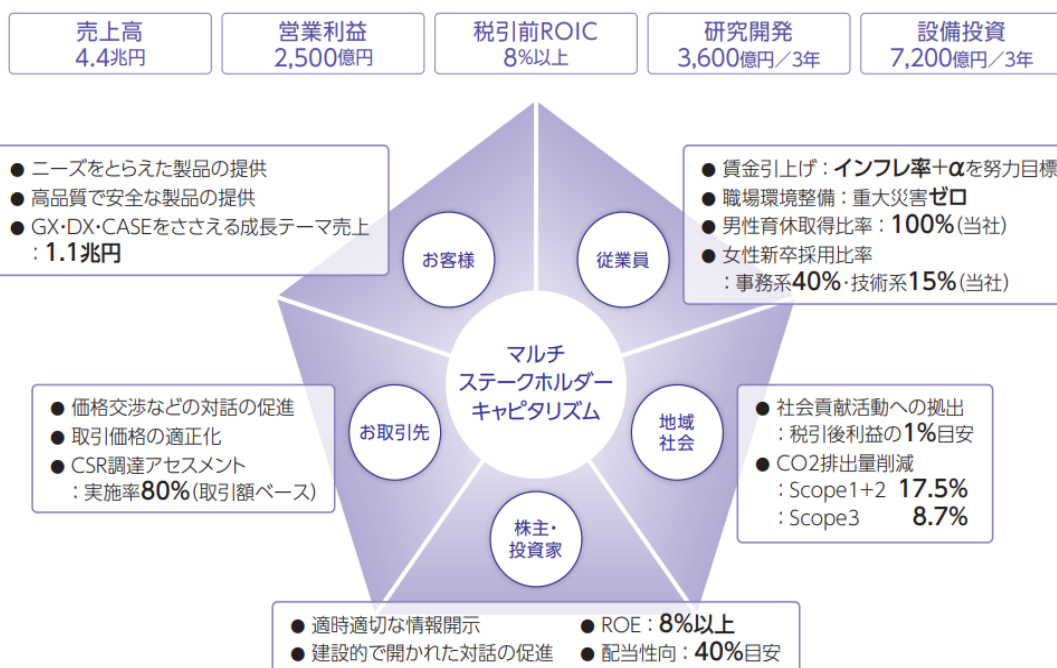 売上高
4.4兆円
営業利益
2,500億円
税引前ROIC
8%以上
研究開発
3,600億円／3年
設備投資
7,200億円／3年
● ニーズをとらえた製品の提供
● 高品質で安全な製品の提供
● GX・DX・CASEをささえる成長テーマ売上
：1.1兆円
お客様
● 賃金引上げ：インフレ率+αを努力目標
● 職場環境整備：重大災害ゼロ
● 男性育休取得比率：100%(当社)
● 女性新卒採用比率
：事務系40%・技術系15%(当社)
従業員
マルチ
ステークホルダー
キャピタリズム
● 価格交渉などの対話の促進
● 取引価格の適正化
● CSR調達アセスメント
：実施率80%(取引額ベース)
お取引先
地域
社会
● 社会貢献活動への拠出
：税引後利益の1%目安
● CO2排出量削減
：Scope1+2 17.5%
：Scope3 8.7%
株主・
投資家
● 適時適切な情報開示
● 建設的で開かれた対話の促進
● ROE：8%以上
● 配当性向：40%目安